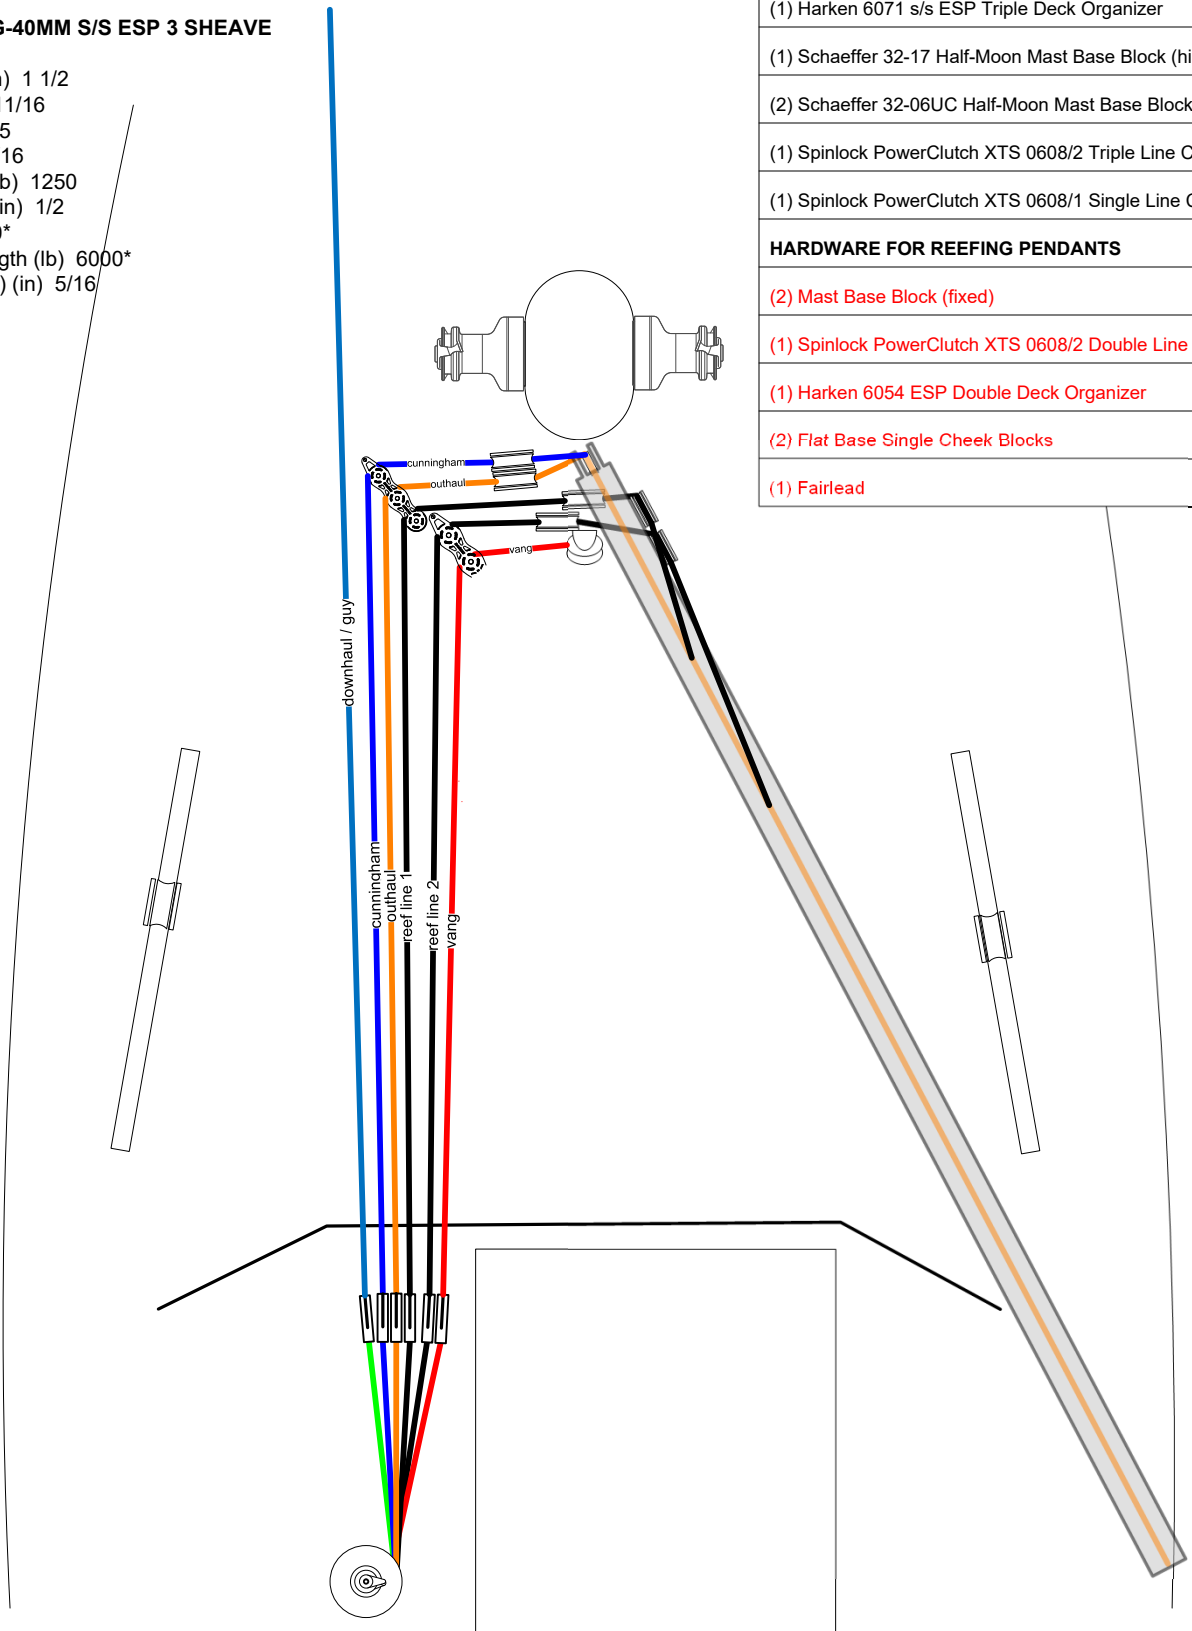 G-40MM S/S ESP 3 SHEAVE
) 1 1/2
11/16
5
16
b) 1250
in) 1/2
*
gth (lb) 6000*
) (in) 5/16
(1) Harken 6071 s/s ESP Triple Deck Organizer
(1) Schaeffer 32-17 Half-Moon Mast Base Block (hi
(2) Schaeffer 32-06UC Half-Moon Mast Base Block
(1) Spinlock PowerClutch XTS 0608/2 Triple Line C
(1) Spinlock PowerClutch XTS 0608/1 Single Line
HARDWARE FOR REEFING PENDANTS
(2) Mast Base Block (fixed)
(1) Spinlock PowerClutch XTS 0608/2 Double Line
(1) Harken 6054 ESP Double Deck Organizer
(2) Flat Base Single Cheek Blocks
(1) Fairlead
cunningham
outhaul
vang
downhaul / guy
cunningham
outhaul
reef line 1
reef line 2
vang